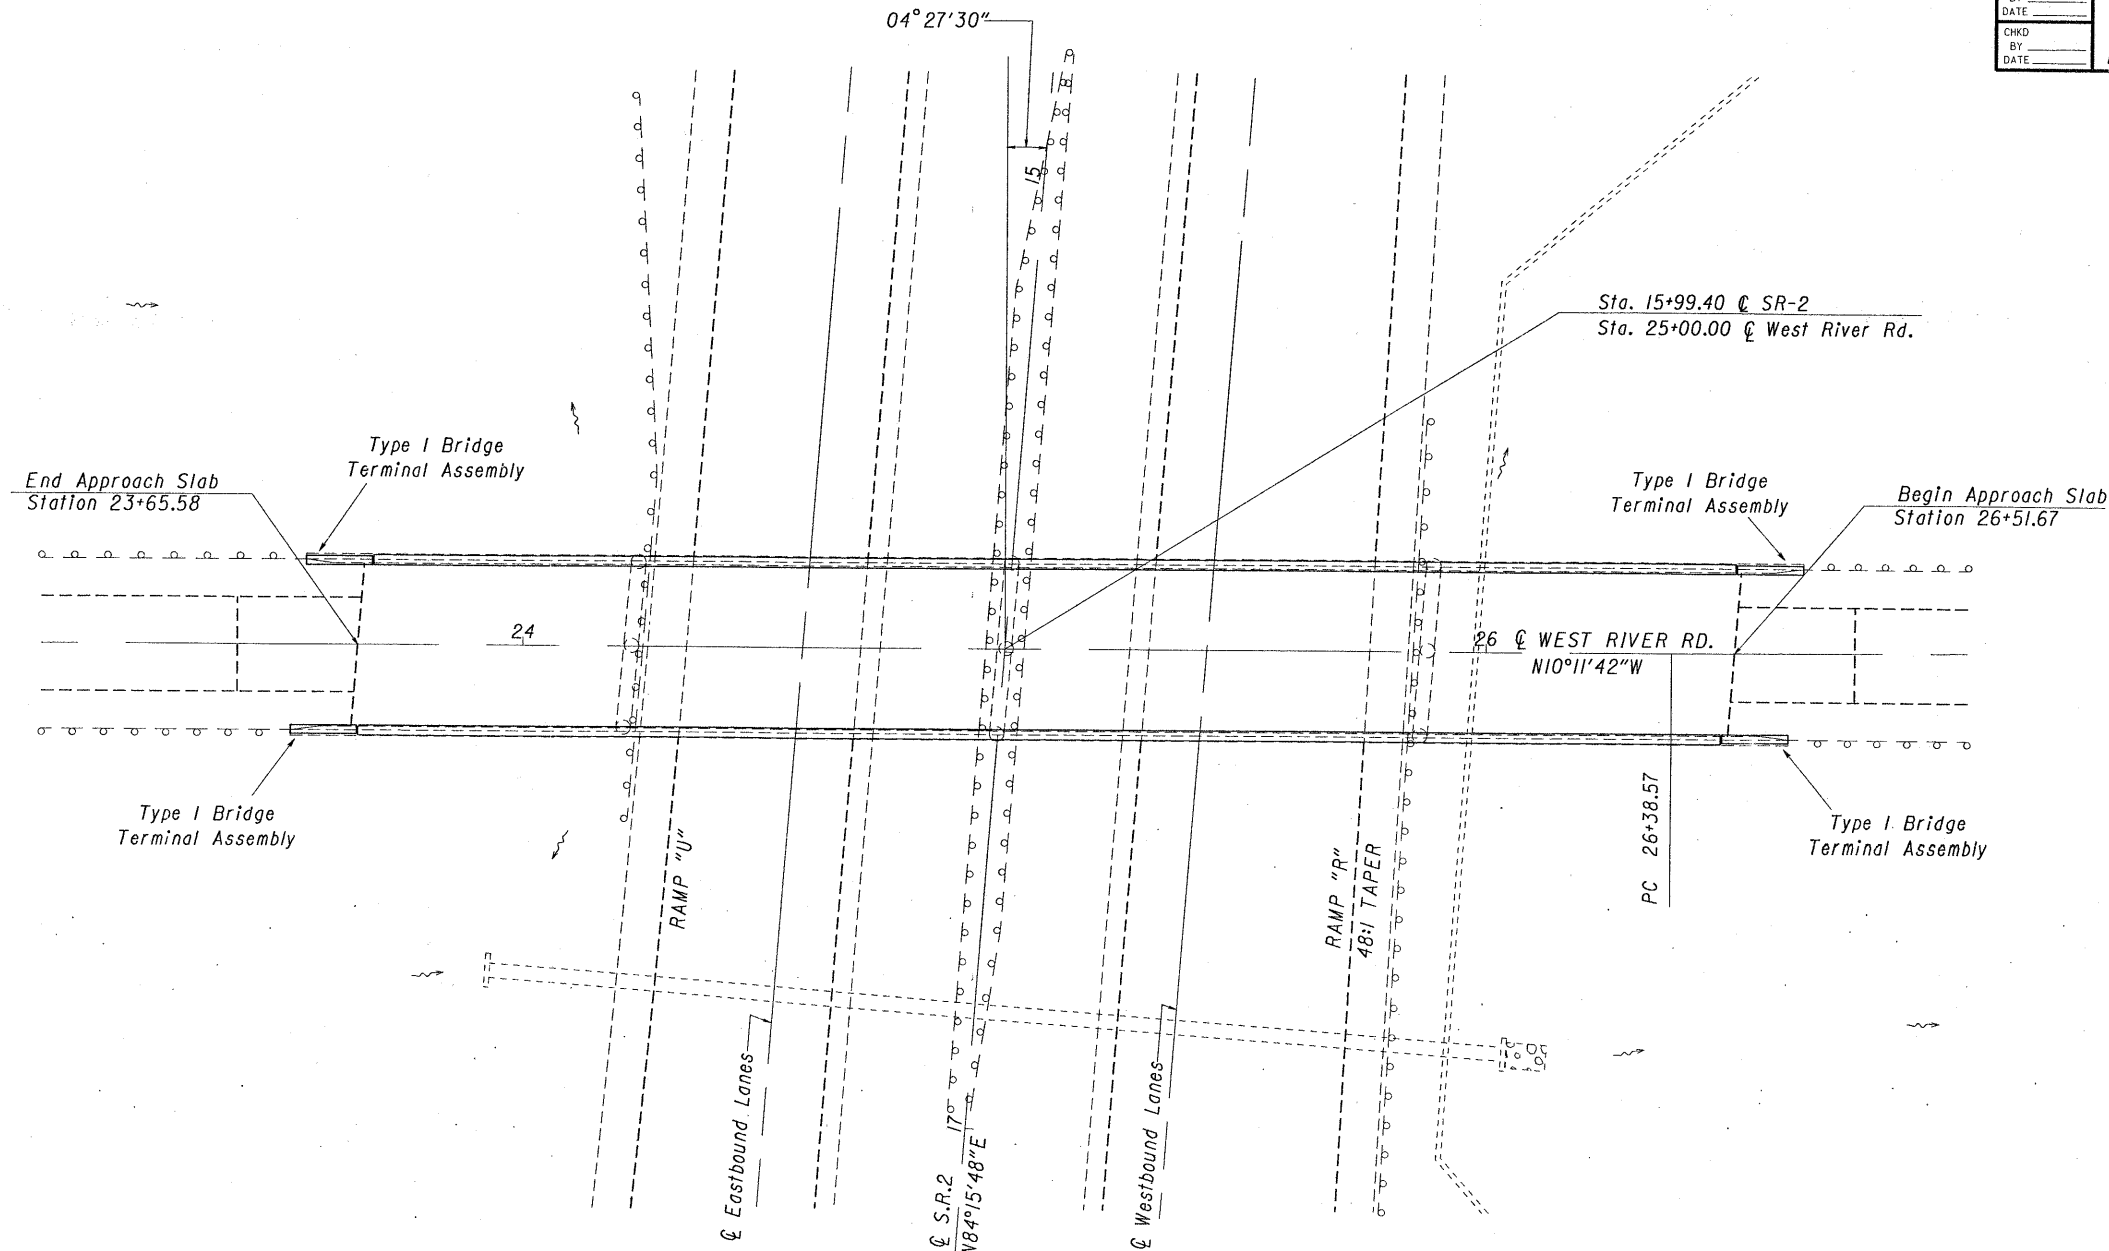 DATE
CHKD
BY
DATE
04°27'30"
15
Sta. 15+99.40 ℄ SR-2
Sta. 25+00.00 ℄ West River Rd.
Type 1 Bridge
Terminal Assembly
End Approach Slab
Station 23+65.58
Type 1 Bridge
Terminal Assembly
Begin Approach Slab
Station 26+51.67
24
26 ℄ WEST RIVER RD.
N10°11'42"W
PC 26+38.57
Type 1 Bridge
Terminal Assembly
Type 1 Bridge
Terminal Assembly
RAMP "U"
RAMP "R"
48:1 TAPER
℄ Eastbound Lanes
17
℄ S.R.2
N84°15'48"E
℄ Westbound Lanes